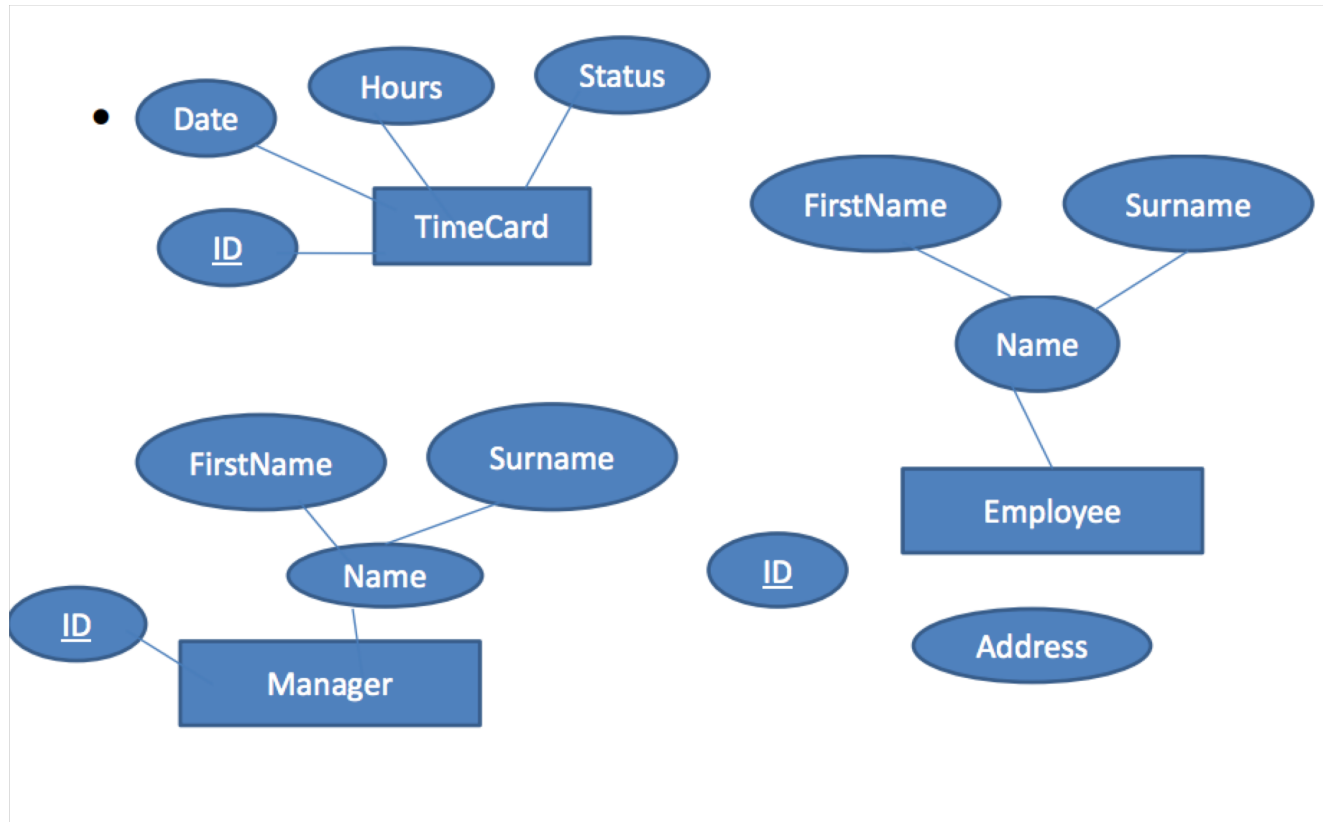 Date
Hours
Status
ID
TimeCard
FirstName
Surname
Name
Employee
ID
Address
FirstName
Surname
Name
ID
Manager